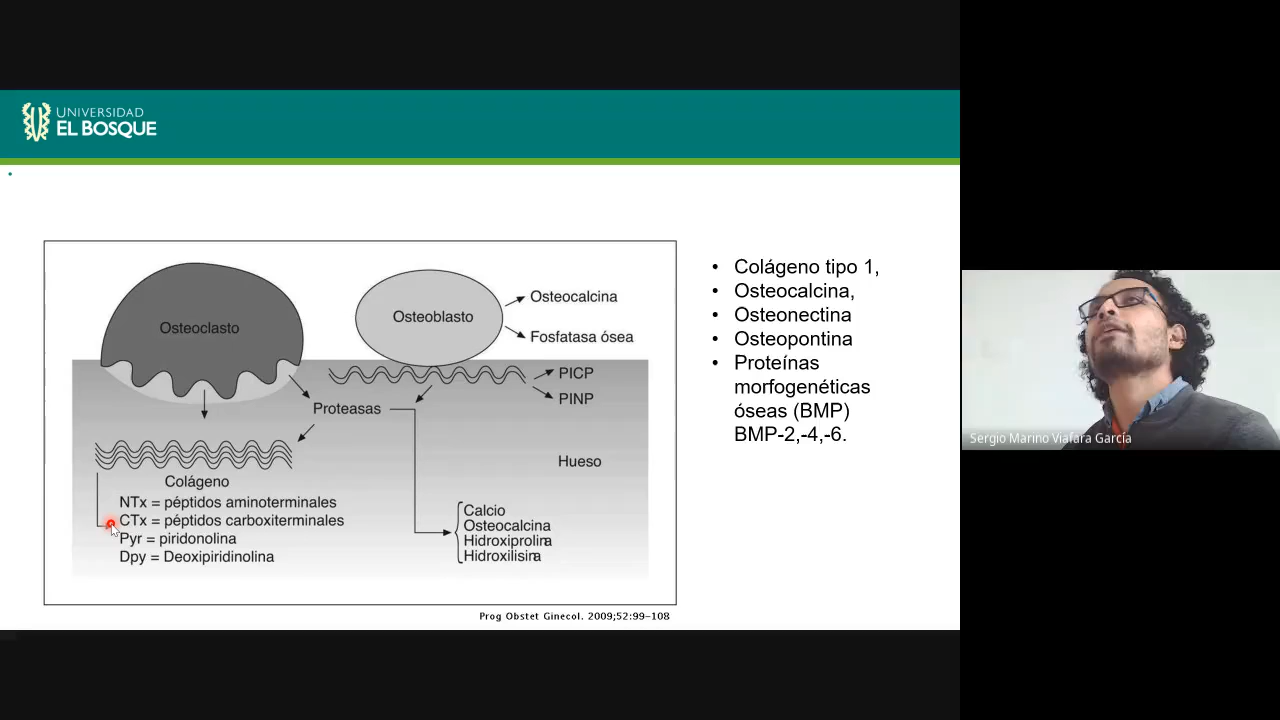 UNIVERSIDAD
EL BOSQUE
Osteoclasto
Osteoblasto
Osteocalcina
Fosfatasa ósea
PICP
PINP
Proteasas
Hueso
Colágeno
NTx = péptidos aminoterminales
CTx = péptidos carboxiterminales
Pyr = piridonolina
Dpy = Deoxipiridinolina
Calcio
Osteocalcina
Hidroxiprolina
Hidroxilisina
Prog Obstet Ginecol. 2009;52:99–108
• Colágeno tipo 1,
• Osteocalcina,
• Osteonectina
• Osteopontina
• Proteínas
morfogenéticas
óseas (BMP)
BMP-2,-4,-6.
Sergio Marino Viafara García